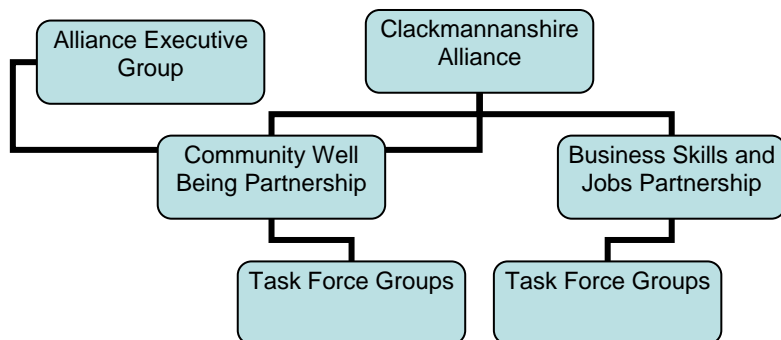 Alliance Executive
Group
Clackmannanshire
Alliance
Community Well
Being Partnership
Business Skills and
Jobs Partnership
Task Force Groups
Task Force Groups